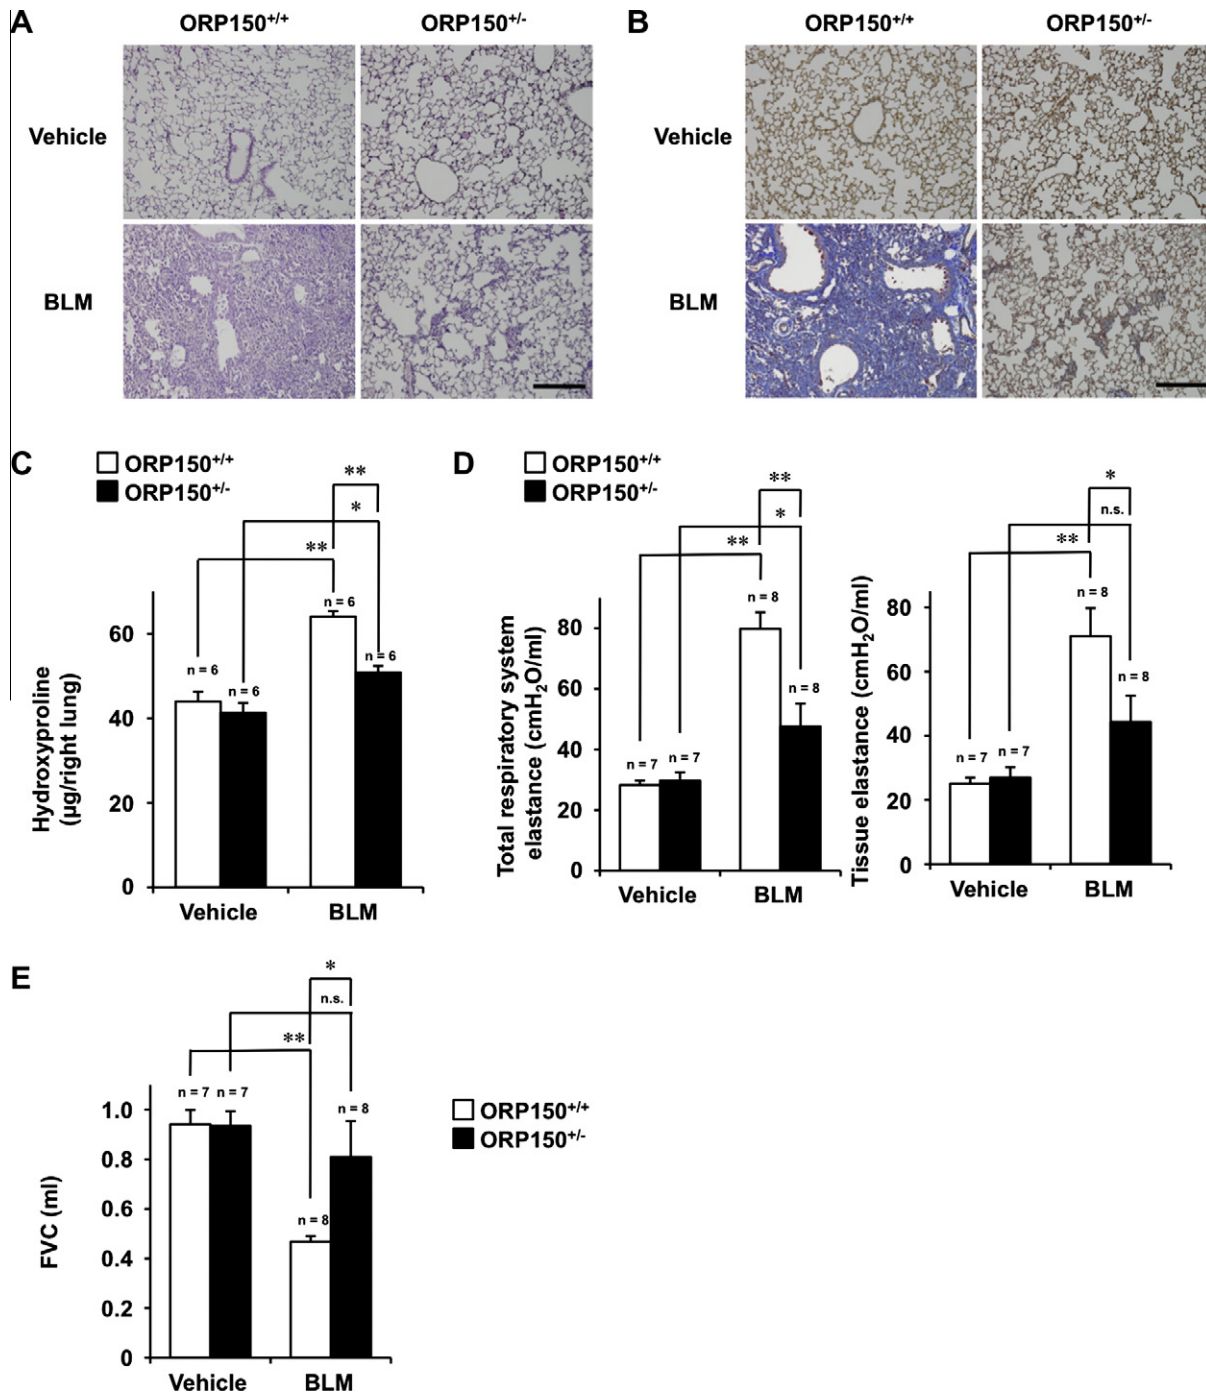 A
ORP150+/+
ORP150+/-
Vehicle
BLM
B
ORP150+/+
ORP150+/-
Vehicle
BLM
C
ORP150+/+
ORP150+/-
**
*
**
Hydroxyproline
(μg/right lung)
60
40
20
0
n = 6
n = 6
n = 6
n = 6
Vehicle
BLM
D
ORP150+/+
ORP150+/-
**
*
**
Total respiratory system
elastance (cmH2O/ml)
80
60
40
20
0
n = 7
n = 7
n = 8
n = 8
Vehicle
BLM
*
n.s.
**
Tissue elastance (cmH2O/ml)
80
60
40
20
0
n = 7
n = 7
n = 8
n = 8
Vehicle
BLM
E
*
n.s.
**
FVC (ml)
1.0
0.8
0.6
0.4
0.2
0
n = 7
n = 7
n = 8
n = 8
Vehicle
BLM
ORP150+/+
ORP150+/-